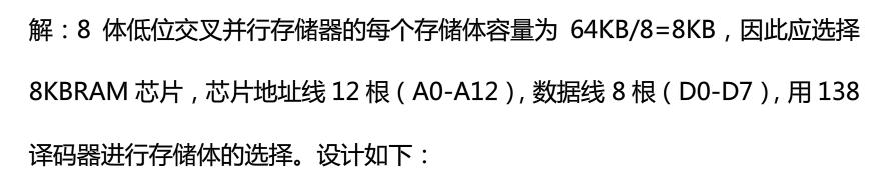 解：8 体低位交叉并行存储器的每个存储体容量为 64KB/8=8KB，因此应选择
8KBRAM 芯片，芯片地址线 12 根（A0-A12），数据线 8 根（D0-D7），用 138
译码器进行存储体的选择。设计如下：